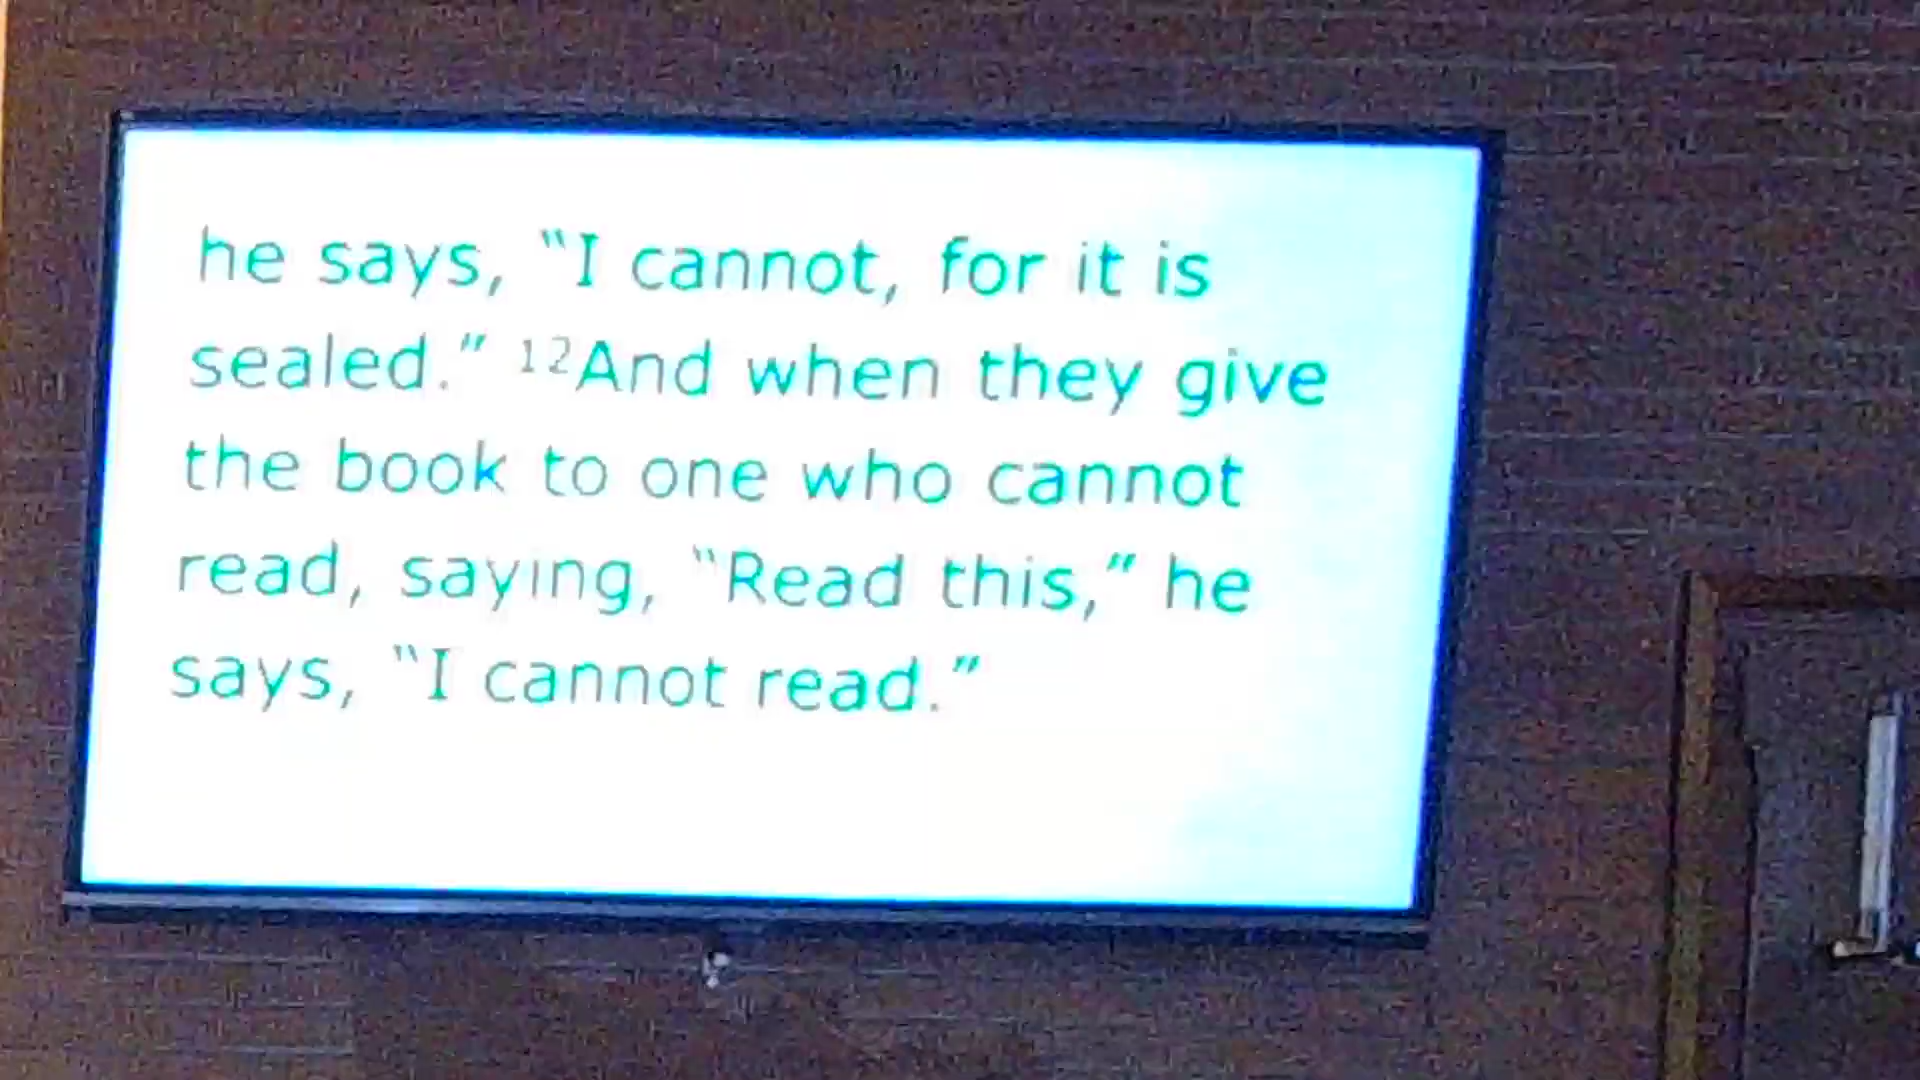 he says, “I cannot, for it is
sealed.” ¹²And when they give
the book to one who cannot
read, saying, “Read this,” he
says, “I cannot read.”